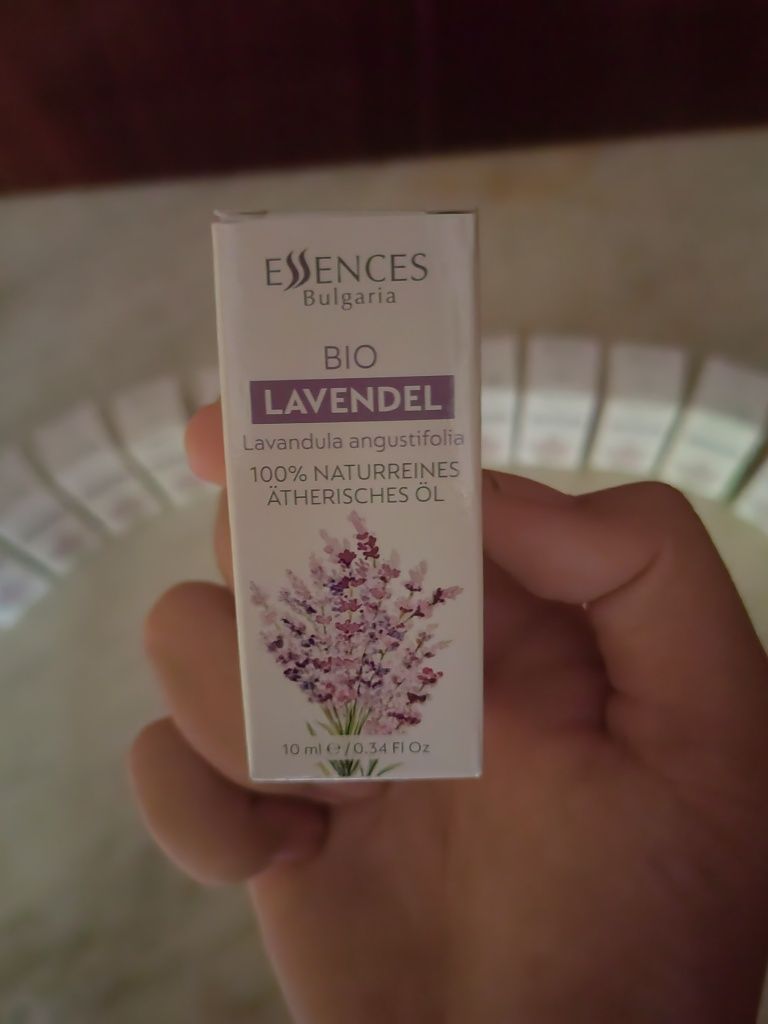 ESSENCES
Bulgaria
BIO
LAVENDEL
Lavandula angustifolia
100% NATURREINES
ÄTHERISCHES ÖL
10 ml ℮ / 0.34 Fl Oz